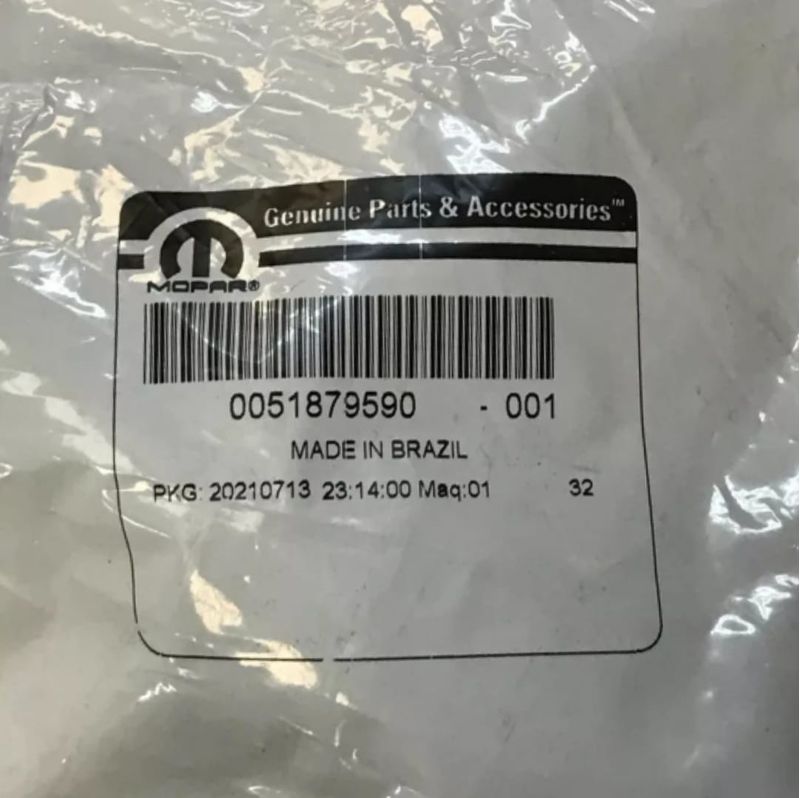 Genuine Parts & Accessories™
MOPAR®
0051879590 - 001
MADE IN BRAZIL
PKG: 20210713 23:14:00 Maq:01 32